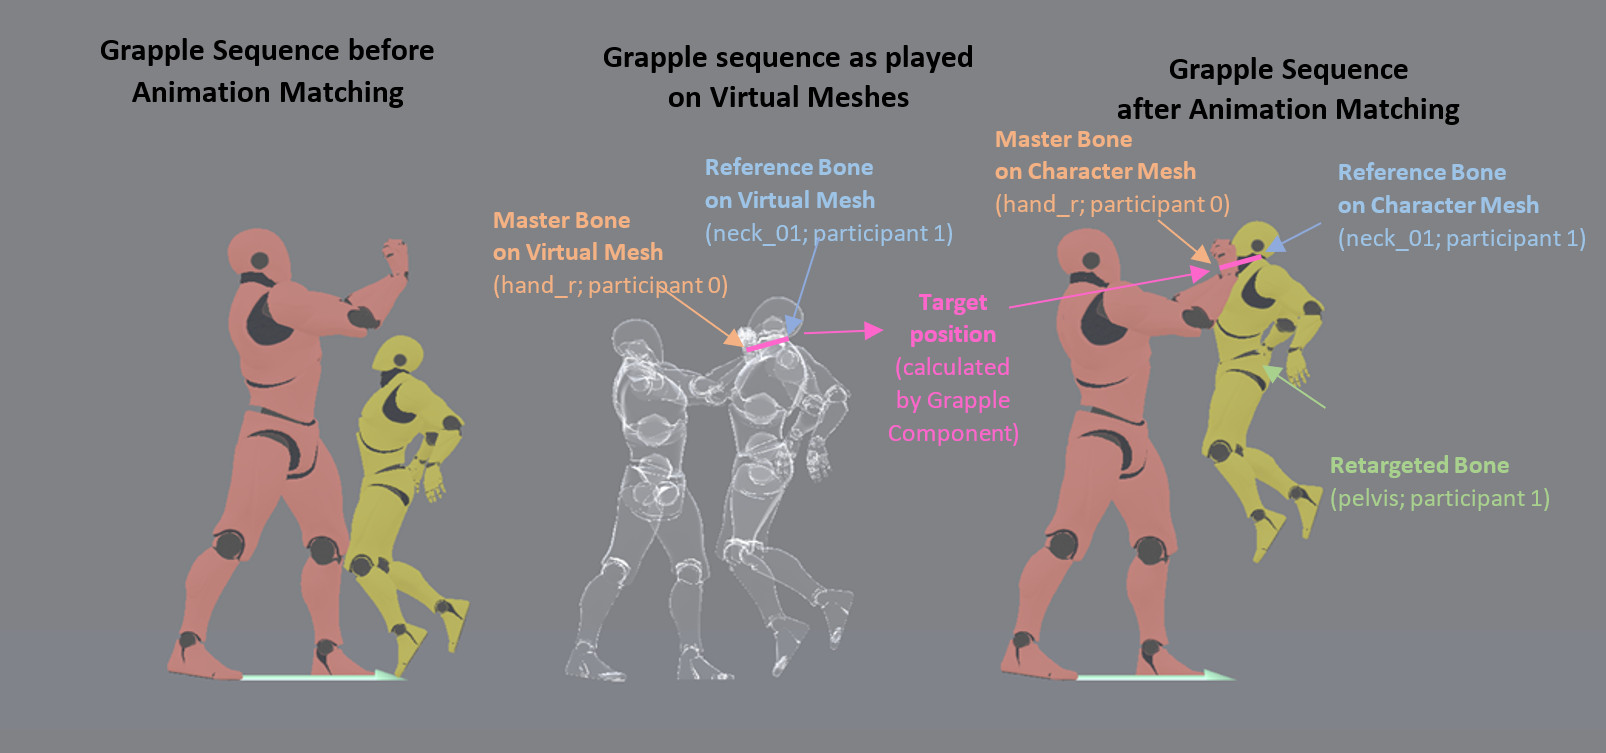 Grapple Sequence before
Animation Matching
Grapple sequence as played
on Virtual Meshes
Grapple Sequence
after Animation Matching
Master Bone
on Virtual Mesh
(hand_r; participant 0)
Reference Bone
on Virtual Mesh
(neck_01; participant 1)
Target
position
(calculated
by Grapple
Component)
Master Bone
on Character Mesh
(hand_r; participant 0)
Reference Bone
on Character Mesh
(neck_01; participant 1)
Retargeted Bone
(pelvis; participant 1)